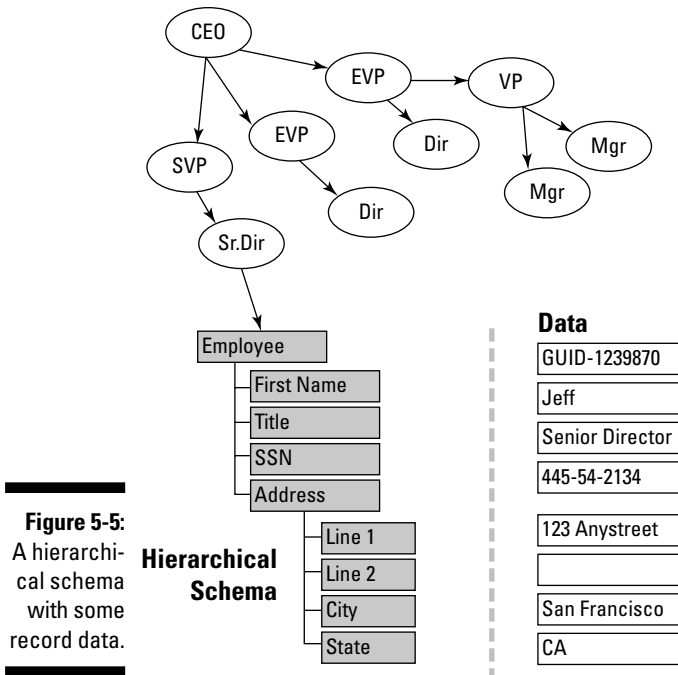 CEO
EVP
VP
EVP
Dir
Mgr
SVP
Mgr
Dir
Sr.Dir
Employee
First Name
Title
SSN
Address
Line 1
Line 2
City
State
Hierarchical
Schema
Data
GUID-1239870
Jeff
Senior Director
445-54-2134
123 Anystreet
San Francisco
CA
Figure 5-5:
A hierarchi-
cal schema
with some
record data.